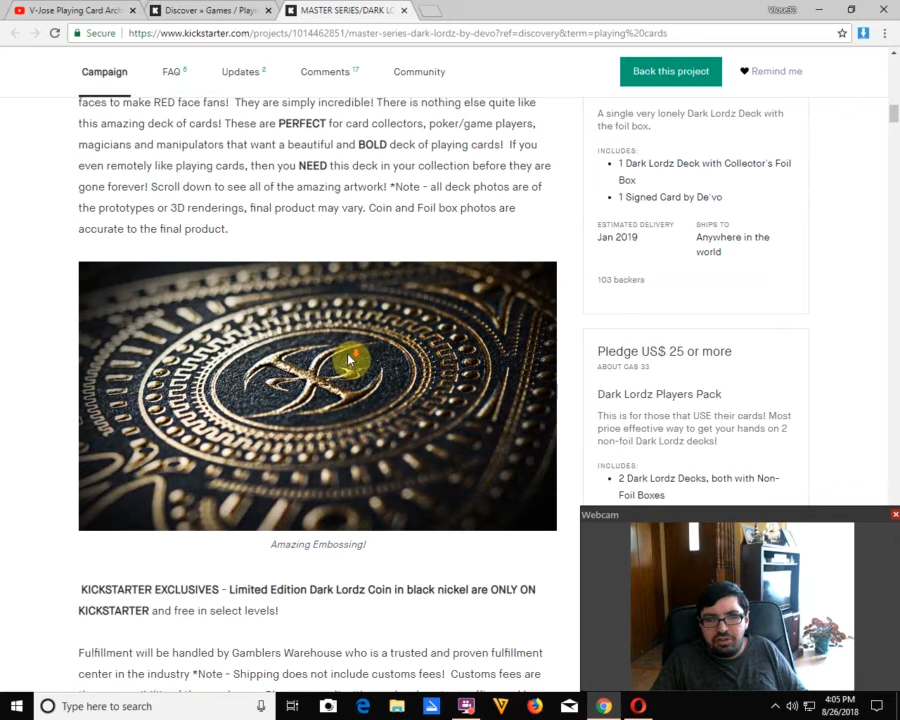 V-Jose Playing Card Arch
Discover » Games / Playi
MASTER SERIES/DARK LO
Vjose32
Secure
https://www.kickstarter.com/projects/1014462851/master-series-dark-lordz-by-devo?ref=discovery&term=playing%20cards
Campaign
FAQ 5
Updates 2
Comments 17
Community
Back this project
Remind me
faces to make RED face fans! They are simply incredible! There is nothing else quite like
this amazing deck of cards! These are PERFECT for card collectors, poker/game players,
magicians and manipulators that want a beautiful and BOLD deck of playing cards! If you
even remotely like playing cards, then you NEED this deck in your collection before they are
gone forever! Scroll down to see all of the amazing artwork! *Note - all deck photos are of
the prototypes or 3D renderings, final product may vary. Coin and Foil box photos are
accurate to the final product.
Amazing Embossing!
KICKSTARTER EXCLUSIVES - Limited Edition Dark Lordz Coin in black nickel are ONLY ON
KICKSTARTER and free in select levels!
Fulfillment will be handled by Gamblers Warehouse who is a trusted and proven fulfillment
center in the industry *Note - Shipping does not include customs fees! Customs fees are
A single very lonely Dark Lordz Deck with
the foil box.
INCLUDES:
1 Dark Lordz Deck with Collector's Foil
Box
1 Signed Card by De'vo
ESTIMATED DELIVERY
SHIPS TO
Jan 2019
Anywhere in the
world
103 backers
Pledge US$ 25 or more
ABOUT CA$ 33
Dark Lordz Players Pack
This is for those that USE their cards! Most
price effective way to get your hands on 2
non-foil Dark Lordz decks!
INCLUDES:
2 Dark Lordz Decks, both with Non-
Foil Boxes
Webcam
Type here to search
4:05 PM
8/26/2018